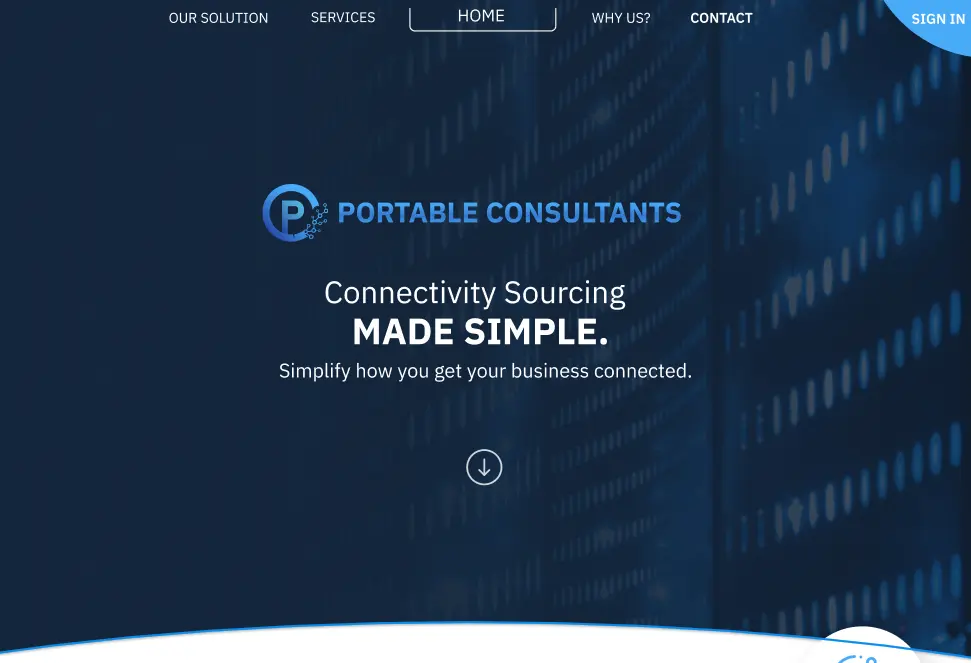 OUR SOLUTION SERVICES HOME WHY US? CONTACT SIGN IN
PORTABLE CONSULTANTS
Connectivity Sourcing
MADE SIMPLE.
Simplify how you get your business connected.